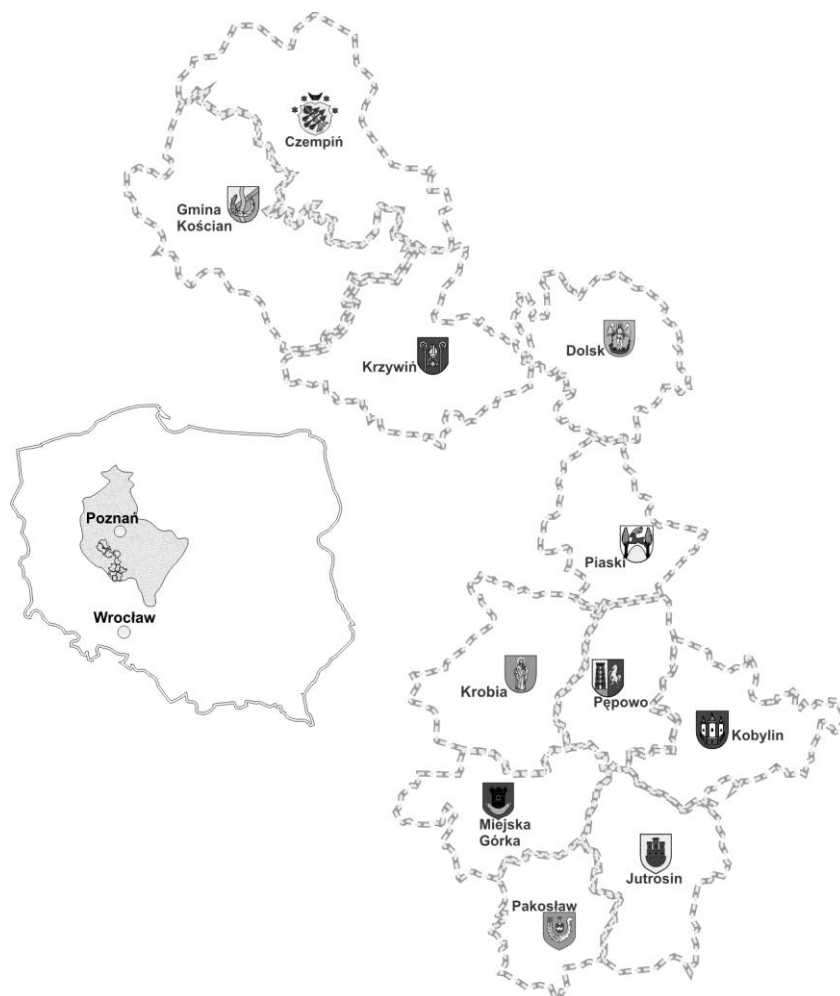 Czempiń
Gmina
Kościan
Dolsk
Krzywiń
Poznań
Piaski
Wrocław
Krobia
Pępowo
Kobylin
Miejska
Górka
Jutrosin
Pakosław